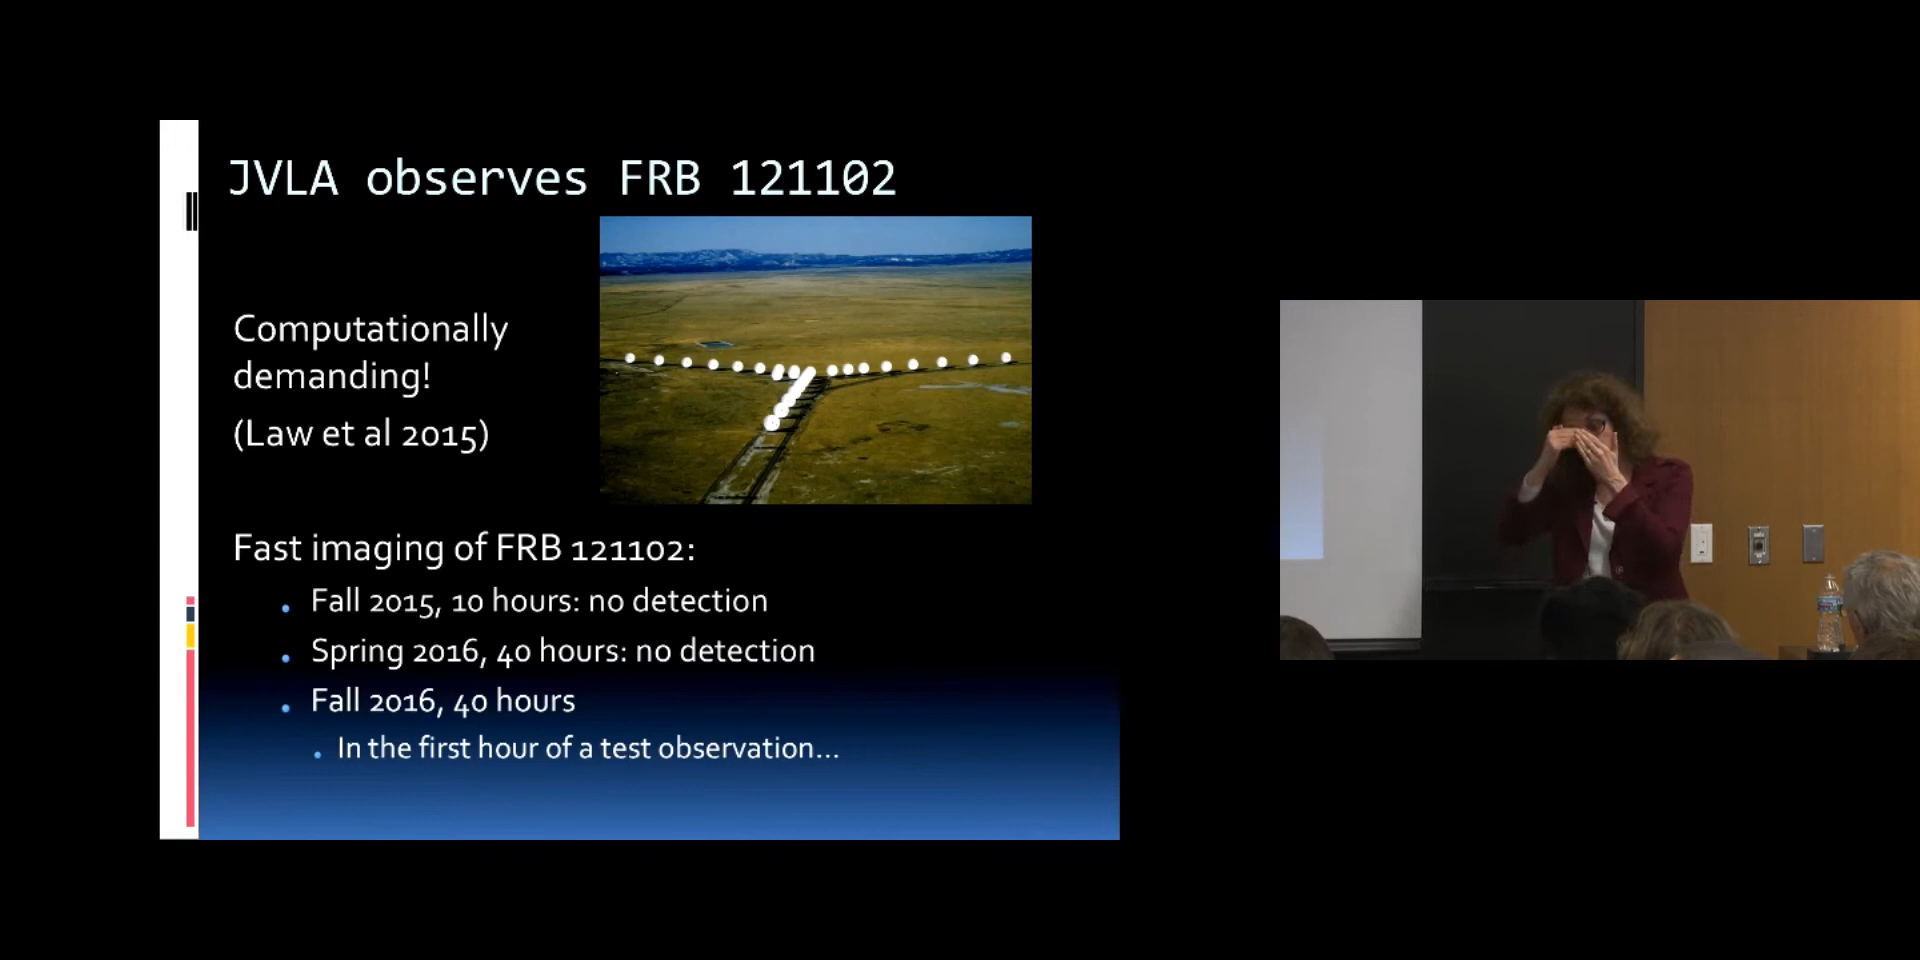 JVLA observes FRB 121102
Computationally
demanding!
(Law et al 2015)
Fast imaging of FRB 121102:
Fall 2015, 10 hours: no detection
Spring 2016, 40 hours: no detection
Fall 2016, 40 hours
In the first hour of a test observation...